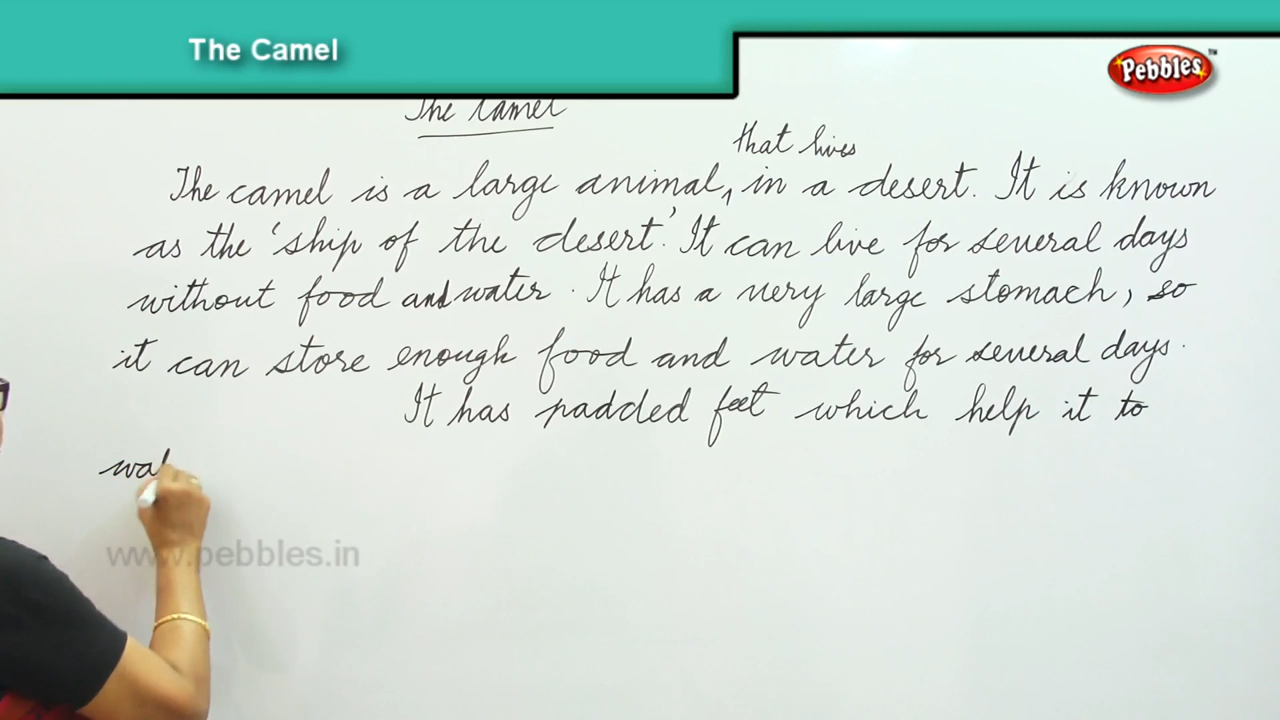 The Camel
Pebbles™
The Camel
that lives
The camel is a large animal, in a desert. It is known
as the 'ship of the desert'. It can live for several days
without food and water. It has a very large stomach, so
it can store enough food and water for several days.
It has padded feet which help it to
wal
www.pebbles.in